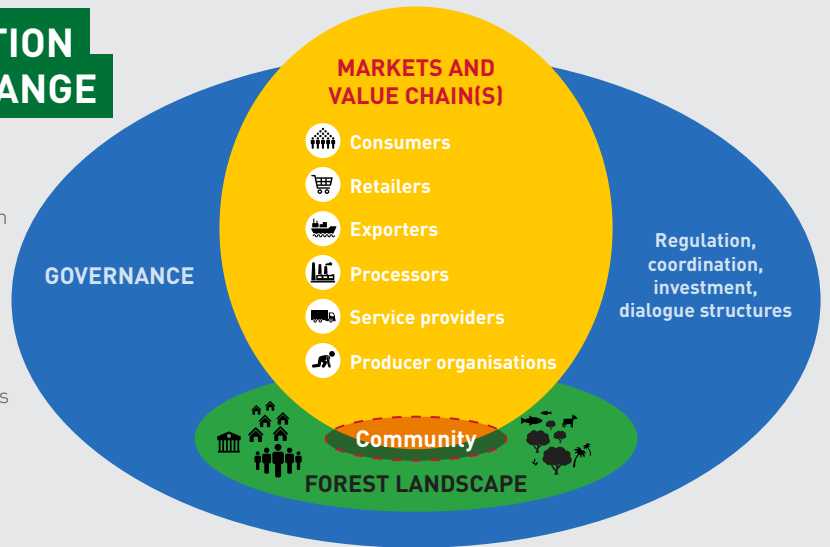 TION
ANGE
MARKETS AND
VALUE CHAIN(S)
Consumers
Retailers
Exporters
Processors
Service providers
Producer organisations
GOVERNANCE
Regulation,
coordination,
investment,
dialogue structures
Community
FOREST LANDSCAPE